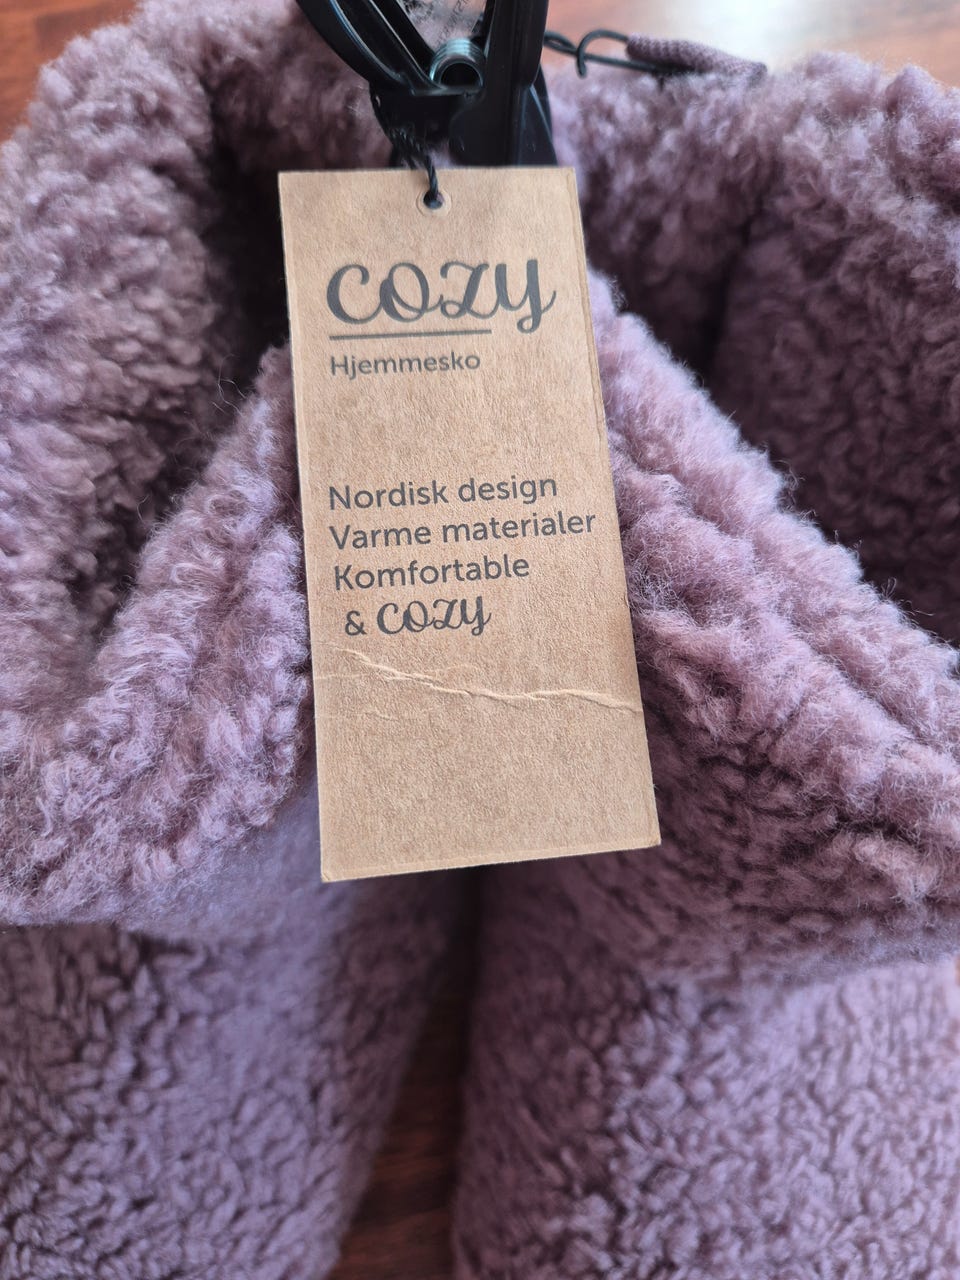 COZY
Hjemmesko
Nordisk design
Varme materialer
Komfortable
& COZY